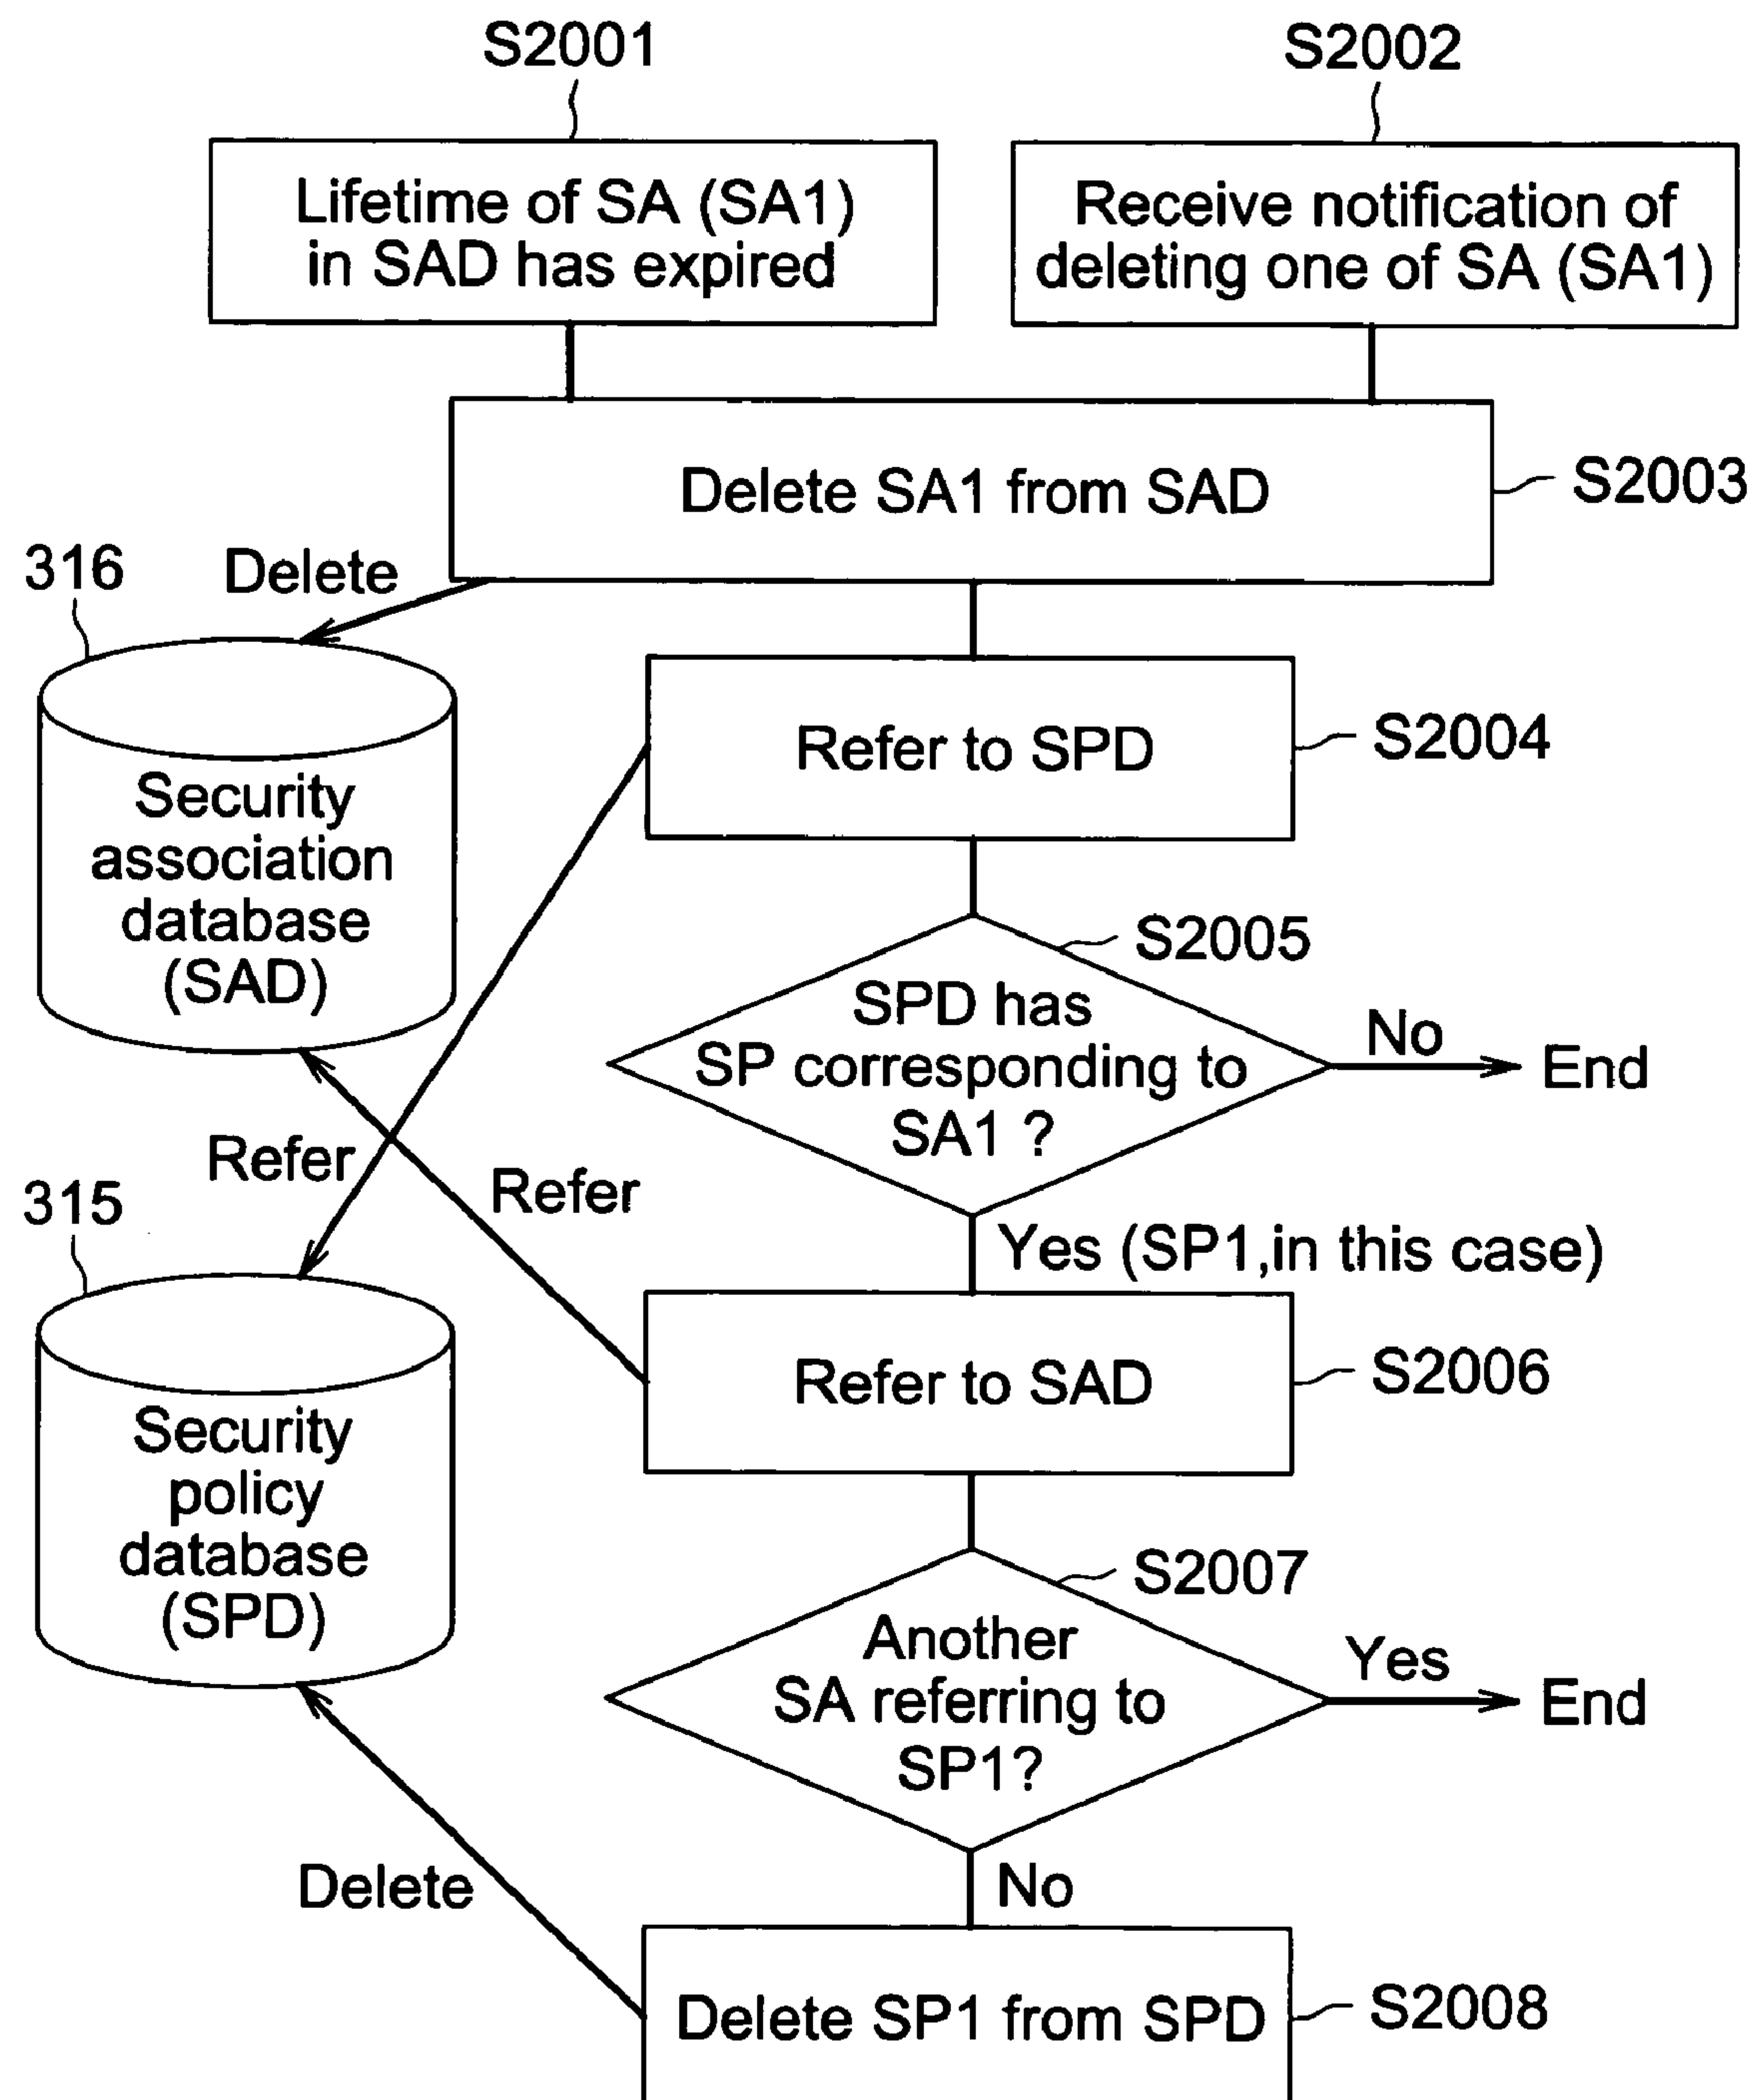 S2001
S2002
Lifetime of SA (SA1)
in SAD has expired
Receive notification of
deleting one of SA (SA1)
Delete SA1 from SAD
S2003
316
Delete
Security
association
database
(SAD)
Refer to SPD
S2004
S2005
SPD has
SP corresponding to
SA1 ?
No
End
Refer
Refer
315
Yes (SP1,in this case)
Security
policy
database
(SPD)
Refer to SAD
S2006
S2007
Another
SA referring to
SP1?
Yes
End
Delete
No
Delete SP1 from SPD
S2008